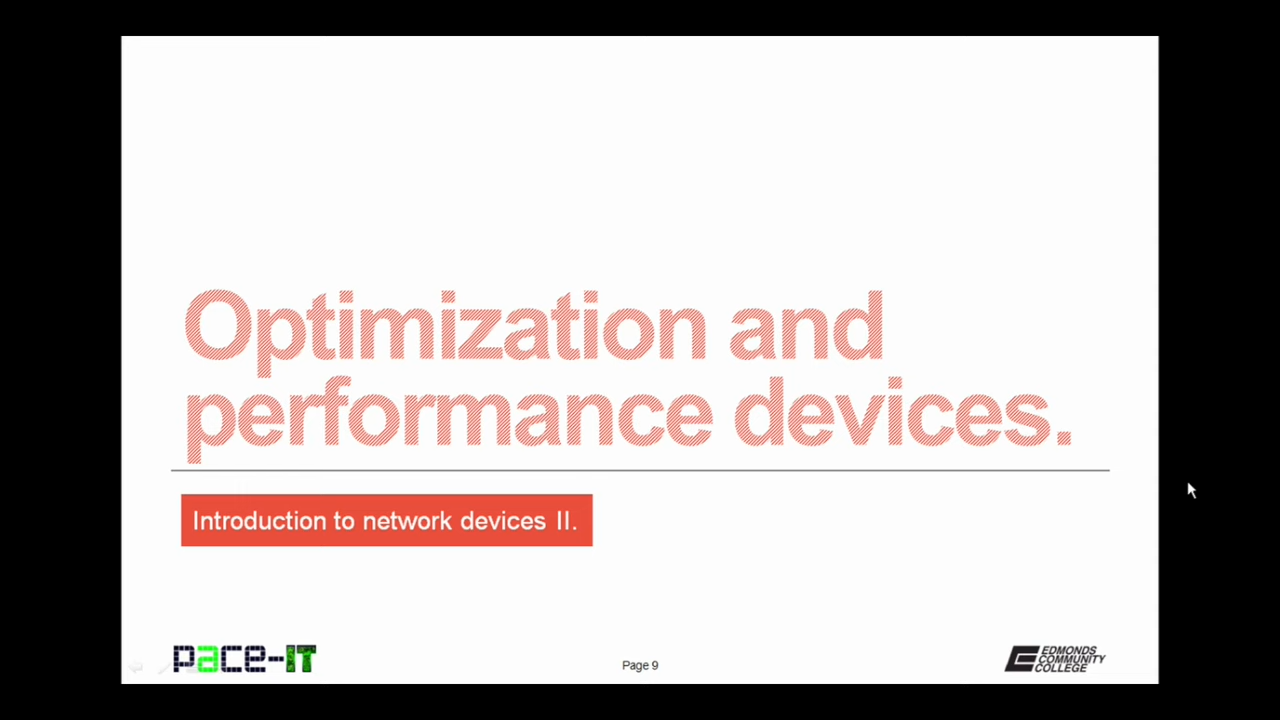 Optimization and
performance devices.
Introduction to network devices II.
pace-IT
Page 9
EDMONDS
COMMUNITY
COLLEGE